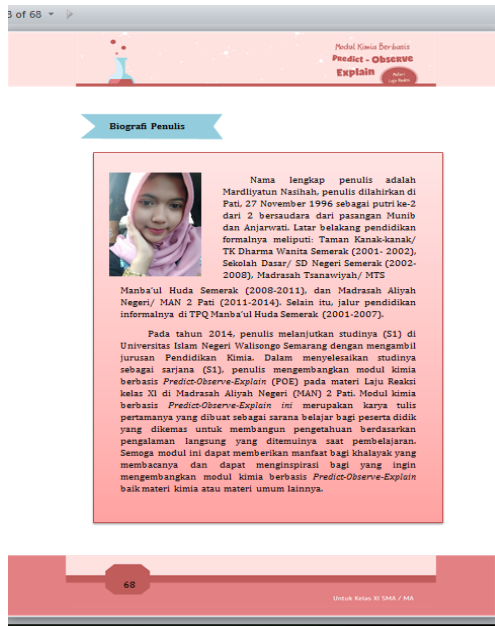 8 of 68
Modul Kimia Berbasis
Predict - Observe
Explain
Materi
Laju Reaksi
Biografi Penulis
Nama lengkap penulis adalah
Mardliyatun Nasihah, penulis dilahirkan di
Pati, 27 November 1996 sebagai putri ke-2
dari 2 bersaudara dari pasangan Munib
dan Anjarwati. Latar belakang pendidikan
formalnya meliputi: Taman Kanak-kanak/
TK Dharma Wanita Semerak (2001- 2002),
Sekolah Dasar/ SD Negeri Semerak (2002-
2008), Madrasah Tsanawiyah/ MTS
Manba'ul Huda Semerak (2008-2011), dan Madrasah Aliyah
Negeri/ MAN 2 Pati (2011-2014). Selain itu, jalur pendidikan
informalnya di TPQ Manba'ul Huda Semerak (2001-2007).
Pada tahun 2014, penulis melanjutkan studinya (S1) di
Universitas Islam Negeri Walisongo Semarang dengan mengambil
jurusan Pendidikan Kimia. Dalam menyelesaikan studinya
sebagai sarjana (S1), penulis mengembangkan modul kimia
berbasis Predict-Observe-Explain (POE) pada materi Laju Reaksi
kelas XI di Madrasah Aliyah Negeri (MAN) 2 Pati. Modul kimia
berbasis Predict-Observe-Explain ini merupakan karya tulis
pertamanya yang dibuat sebagai sarana belajar bagi peserta didik
yang dikemas untuk membangun pengetahuan berdasarkan
pengalaman langsung yang ditemuinya saat pembelajaran.
Semoga modul ini dapat memberikan manfaat bagi khalayak yang
membacanya dan dapat menginspirasi bagi yang ingin
mengembangkan modul kimia berbasis Predict-Observe-Explain
baik materi kimia atau materi umum lainnya.
68
Untuk Kelas XI SMA / MA